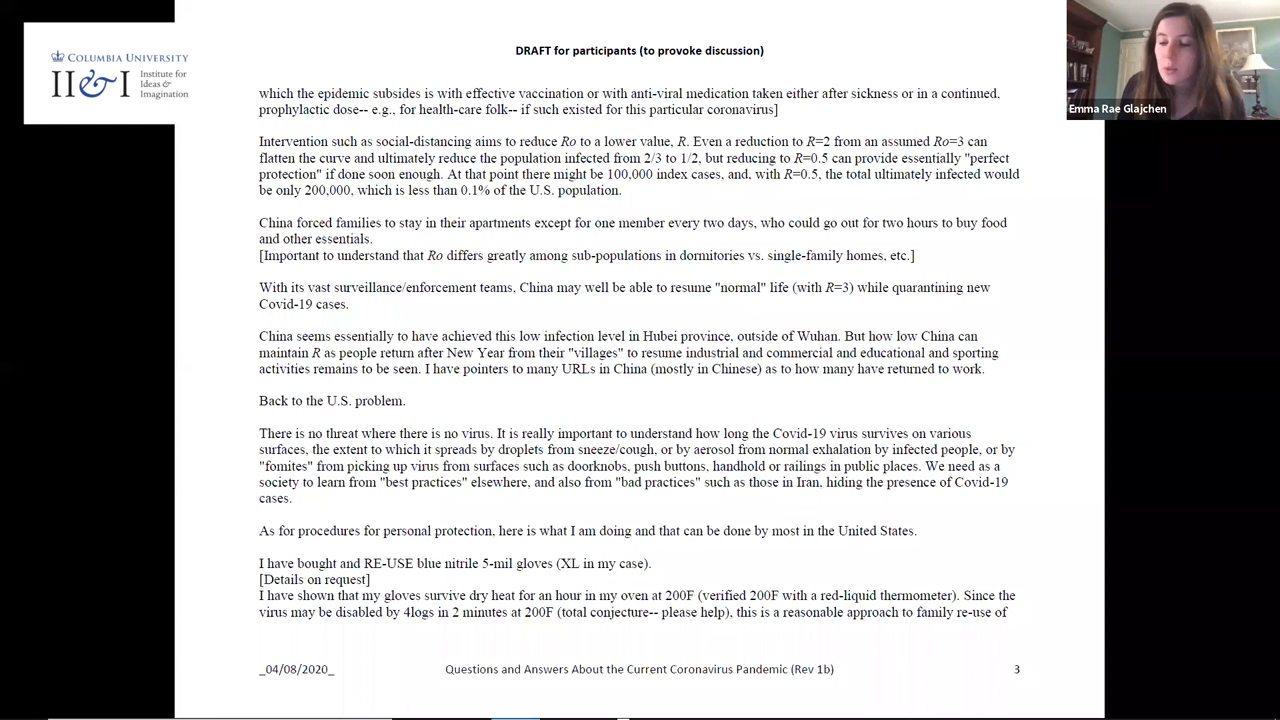 COLUMBIA UNIVERSITY
II&I
Institute for
Ideas &
Imagination
DRAFT for participants (to provoke discussion)
Emma Rae Glajchen
which the epidemic subsides is with effective vaccination or with anti-viral medication taken either after sickness or in a continued,
prophylactic dose-- e.g., for health-care folk-- if such existed for this particular coronavirus]
Intervention such as social-distancing aims to reduce Ro to a lower value, R. Even a reduction to R=2 from an assumed Ro=3 can
flatten the curve and ultimately reduce the population infected from 2/3 to 1/2, but reducing to R=0.5 can provide essentially "perfect
protection" if done soon enough. At that point there might be 100,000 index cases, and, with R=0.5, the total ultimately infected would
be only 200,000, which is less than 0.1% of the U.S. population.
China forced families to stay in their apartments except for one member every two days, who could go out for two hours to buy food
and other essentials.
[Important to understand that Ro differs greatly among sub-populations in dormitories vs. single-family homes, etc.]
With its vast surveillance/enforcement teams, China may well be able to resume "normal" life (with R=3) while quarantining new
Covid-19 cases.
China seems essentially to have achieved this low infection level in Hubei province, outside of Wuhan. But how low China can
maintain R as people return after New Year from their "villages" to resume industrial and commercial and educational and sporting
activities remains to be seen. I have pointers to many URLs in China (mostly in Chinese) as to how many have returned to work.
Back to the U.S. problem.
There is no threat where there is no virus. It is really important to understand how long the Covid-19 virus survives on various
surfaces, the extent to which it spreads by droplets from sneeze/cough, or by aerosol from normal exhalation by infected people, or by
"fomites" from picking up virus from surfaces such as doorknobs, push buttons, handhold or railings in public places. We need as a
society to learn from "best practices" elsewhere, and also from "bad practices" such as those in Iran, hiding the presence of Covid-19
cases.
As for procedures for personal protection, here is what I am doing and that can be done by most in the United States.
I have bought and RE-USE blue nitrile 5-mil gloves (XL in my case).
[Details on request]
I have shown that my gloves survive dry heat for an hour in my oven at 200F (verified 200F with a red-liquid thermometer). Since the
virus may be disabled by 4logs in 2 minutes at 200F (total conjecture-- please help), this is a reasonable approach to family re-use of
_04/08/2020_
Questions and Answers About the Current Coronavirus Pandemic (Rev 1b)
3